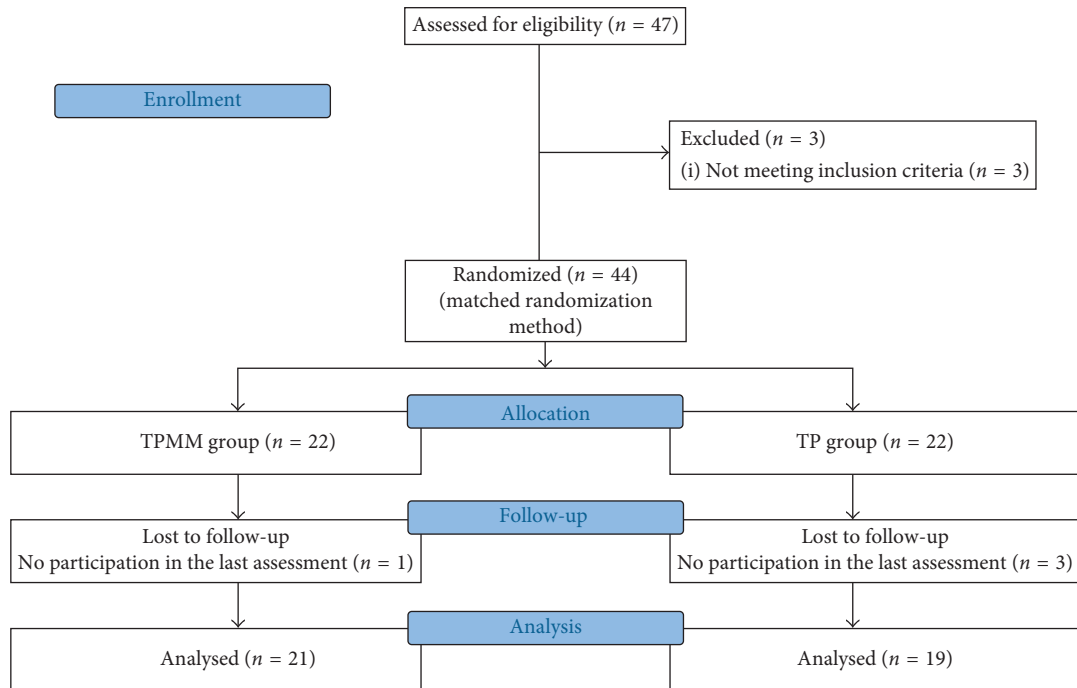 Assessed for eligibility (n = 47)
Enrollment
Excluded (n = 3)
(i) Not meeting inclusion criteria (n = 3)
Randomized (n = 44)
(matched randomization
method)
Allocation
TPMM group (n = 22)
TP group (n = 22)
Follow-up
Lost to follow-up
No participation in the last assessment (n = 1)
Lost to follow-up
No participation in the last assessment (n = 3)
Analysis
Analysed (n = 21)
Analysed (n = 19)